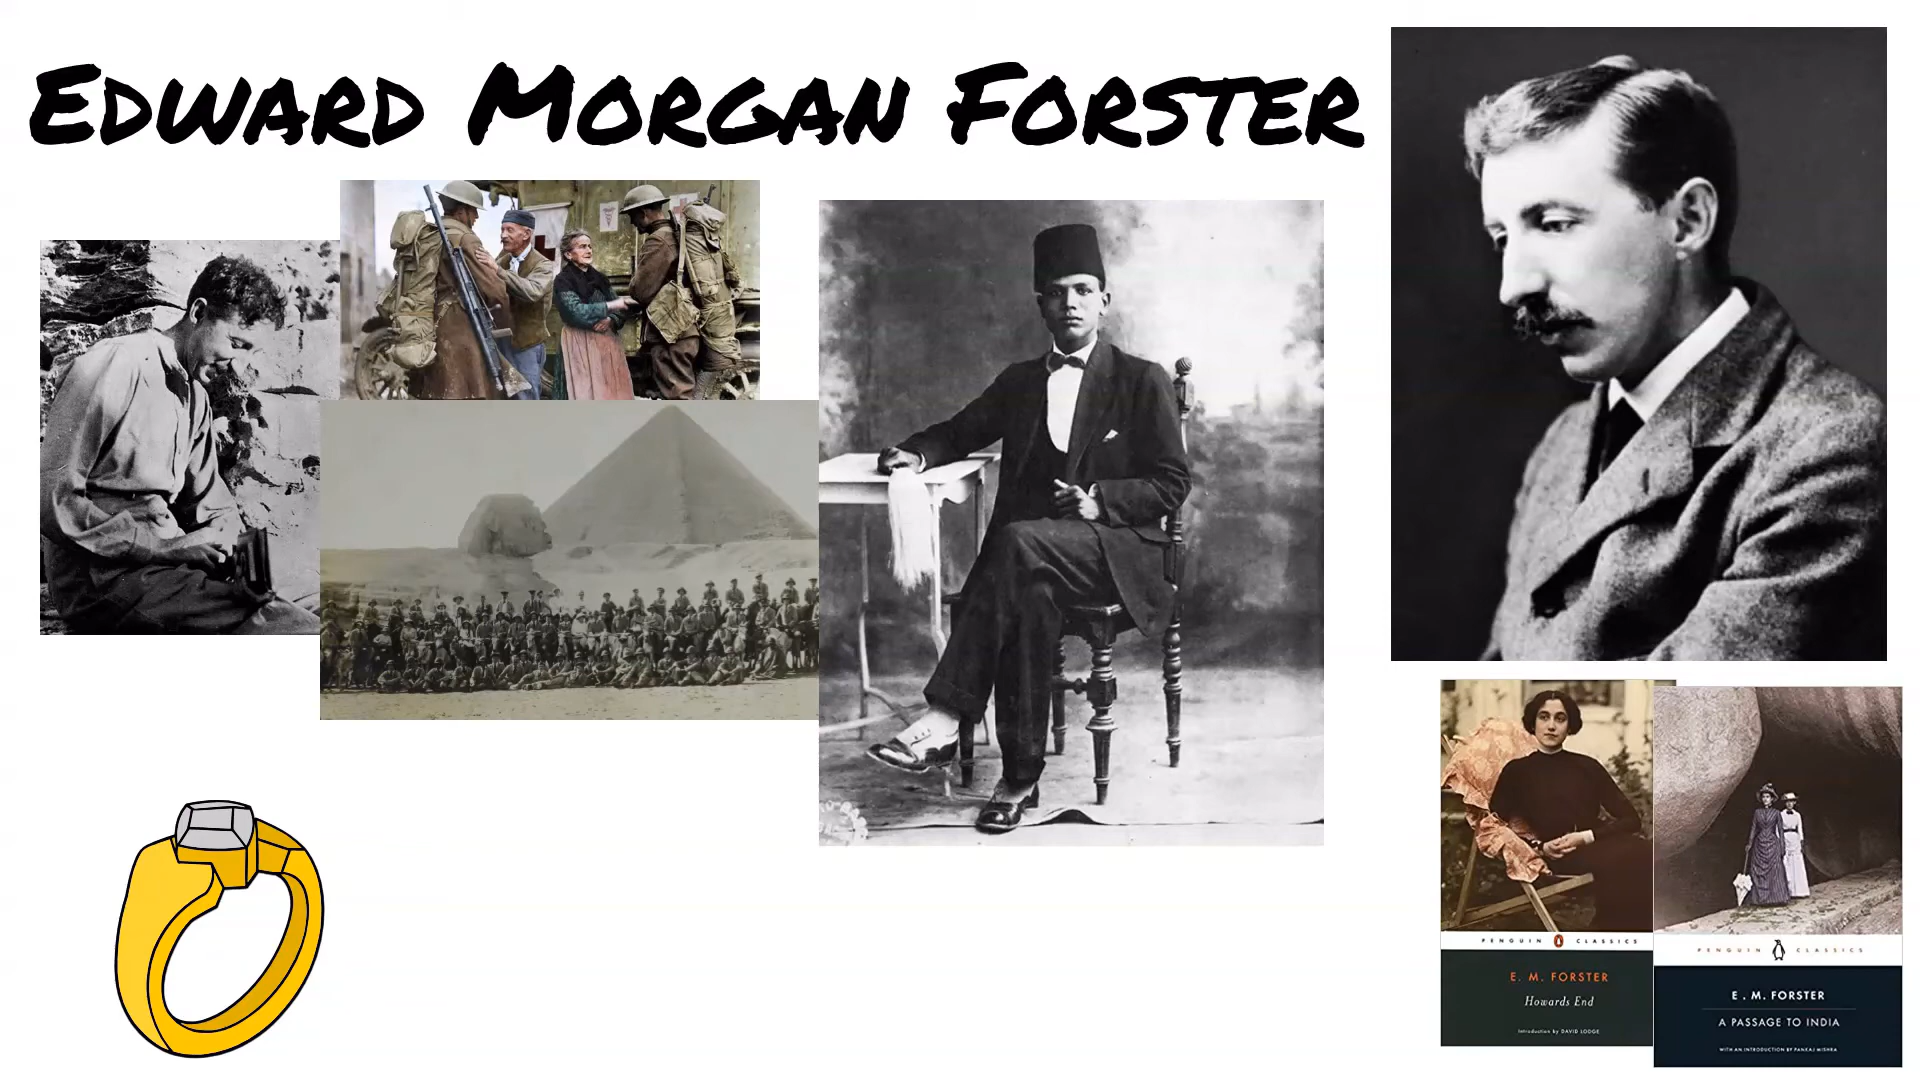 EDWARD MORGAN FORSTER
PENGUIN CLASSICS
E. M. FORSTER
Howards End
Introduction by DAVID LODGE
PENGUIN CLASSICS
E. M. FORSTER
A PASSAGE TO INDIA
WITH AN INTRODUCTION BY PANKAJ MISHRA